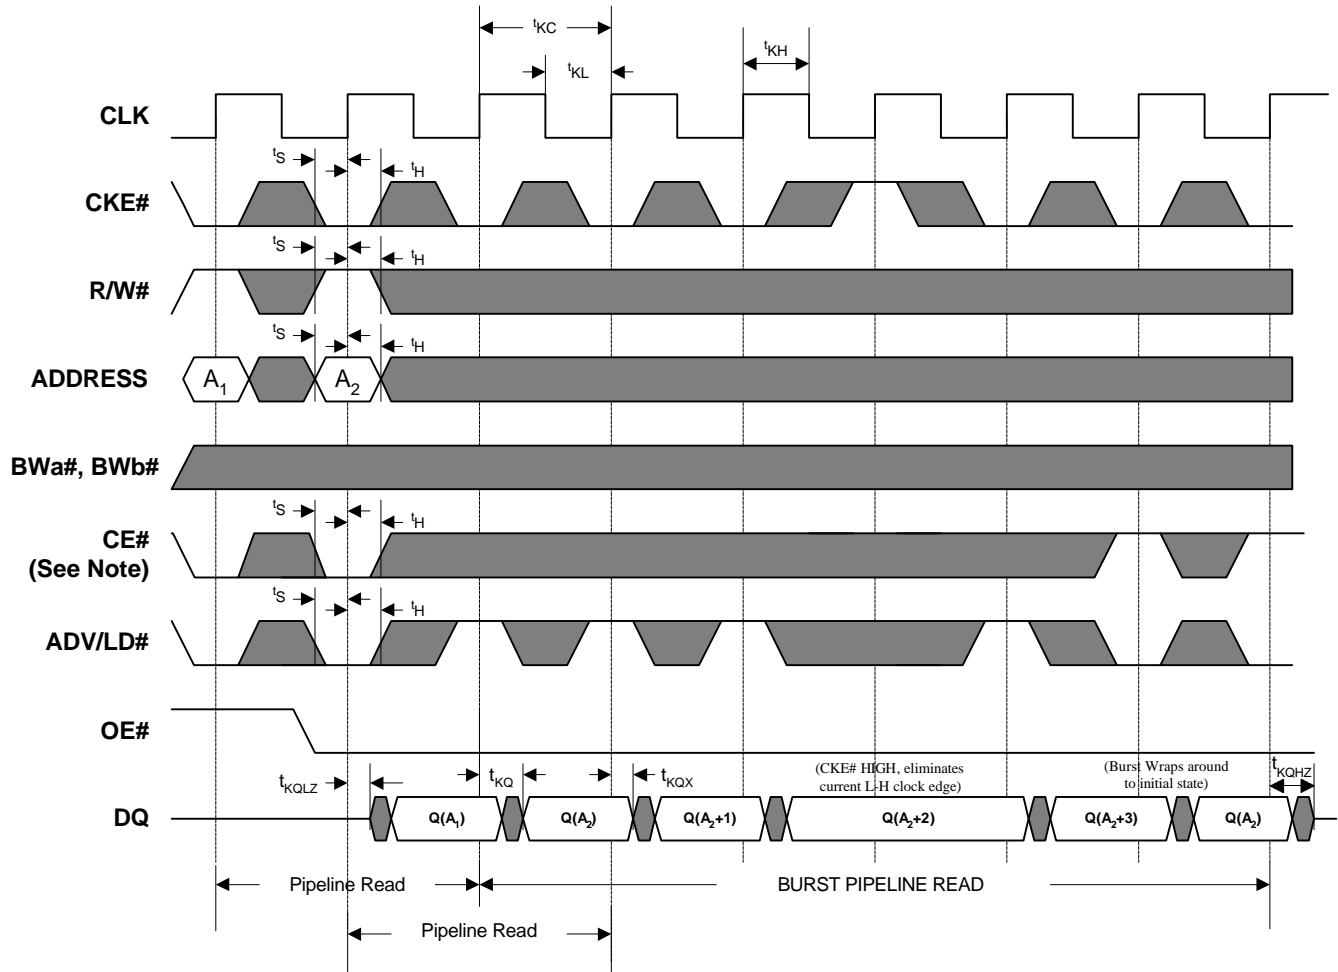 tKC
tKH
tKL
CLK
tS
tH
CKE#
tS
tH
R/W#
tS
tH
ADDRESS
A1
A2
BWa#, BWb#
tS
tH
CE#
(See Note)
tS
tH
ADV/LD#
OE#
tKQLZ
tKQ
tKQX
(CKE# HIGH, eliminates
current L-H clock edge)
(Burst Wraps around
to initial state)
tKQHZ
DQ
Q(A1)
Q(A2)
Q(A2+1)
Q(A2+2)
Q(A2+3)
Q(A2)
Pipeline Read
BURST PIPELINE READ
Pipeline Read